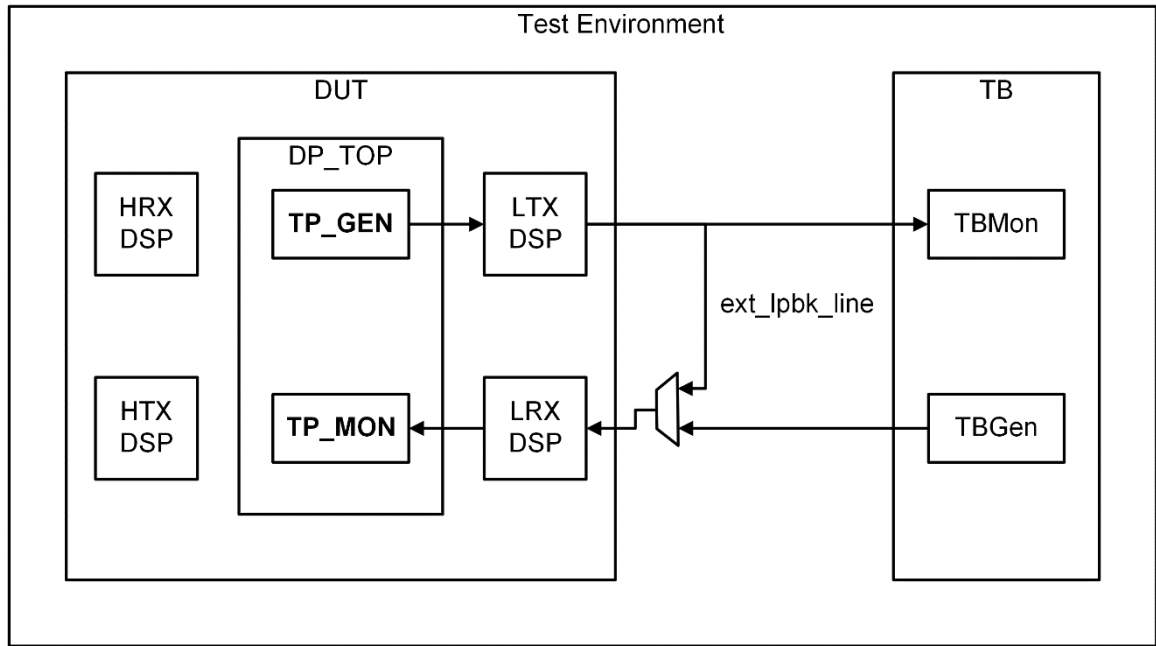 Test Environment
DUT
TB
DP_TOP
HRX
DSP
TP_GEN
LTX
DSP
TBMon
ext_lpbk_line
HTX
DSP
TP_MON
LRX
DSP
TBGen